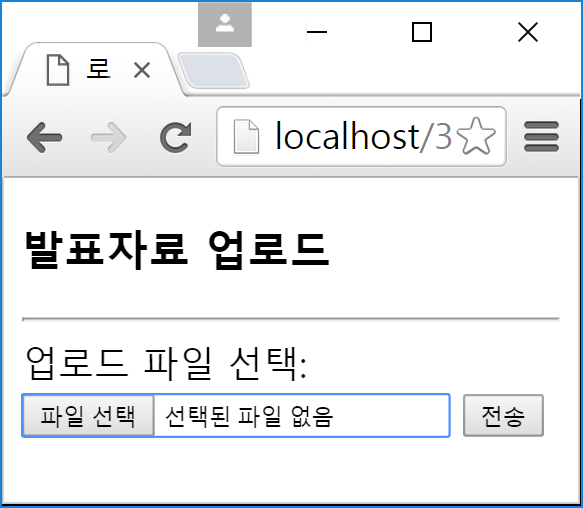 로
localhost/3
발표자료 업로드
업로드 파일 선택:
파일 선택 선택된 파일 없음 전송